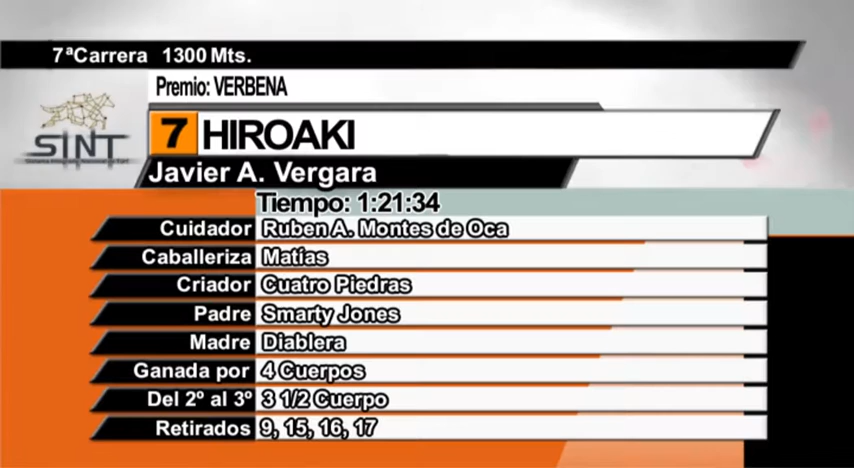 7ªCarrera 1300 Mts.
Premio: VERBENA
SINT
7 HIROAKI
Javier A. Vergara
Tiempo: 1:21:34
Cuidador Ruben A. Montes de Oca
Caballeriza Matías
Criador Cuatro Piedras
Padre Smarty Jones
Madre Diablera
Ganada por 4 Cuerpos
Del 2º al 3º 3 1/2 Cuerpo
Retirados 9, 15, 16, 17